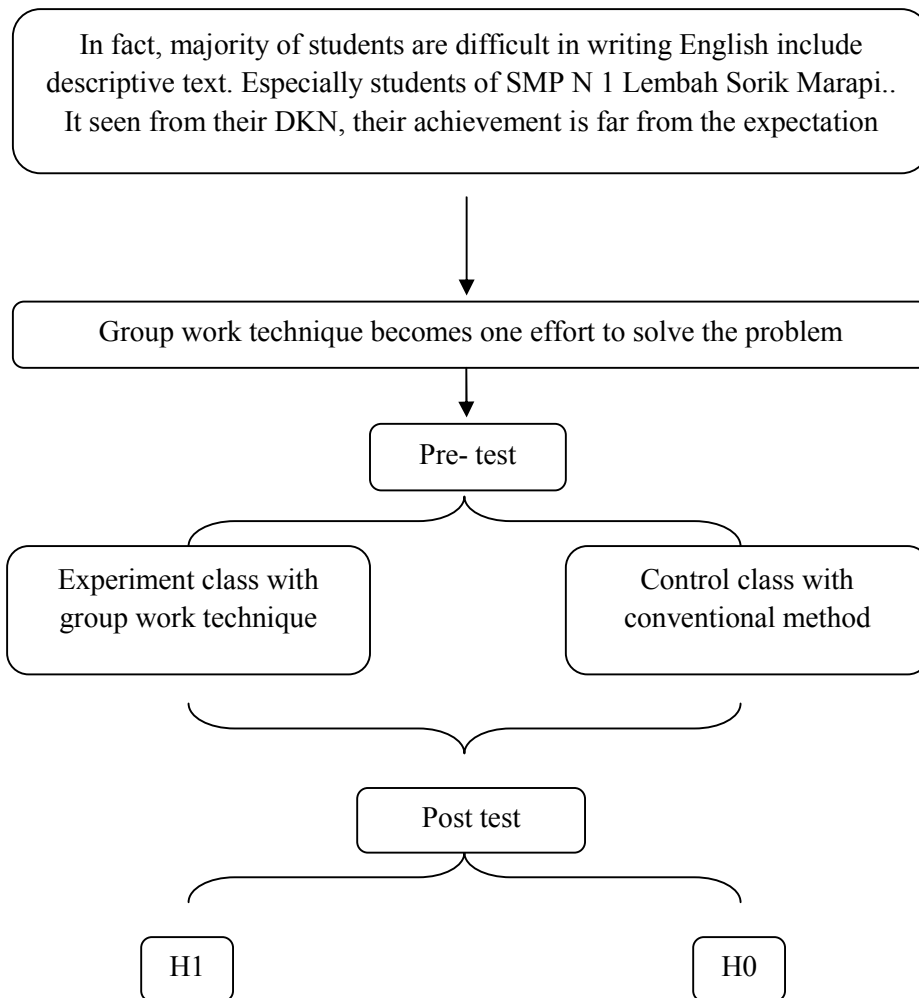 In fact, majority of students are difficult in writing English include
descriptive text. Especially students of SMP N 1 Lembah Sorik Marapi..
It seen from their DKN, their achievement is far from the expectation
Group work technique becomes one effort to solve the problem
Pre- test
Experiment class with
group work technique
Control class with
conventional method
Post test
H1
H0